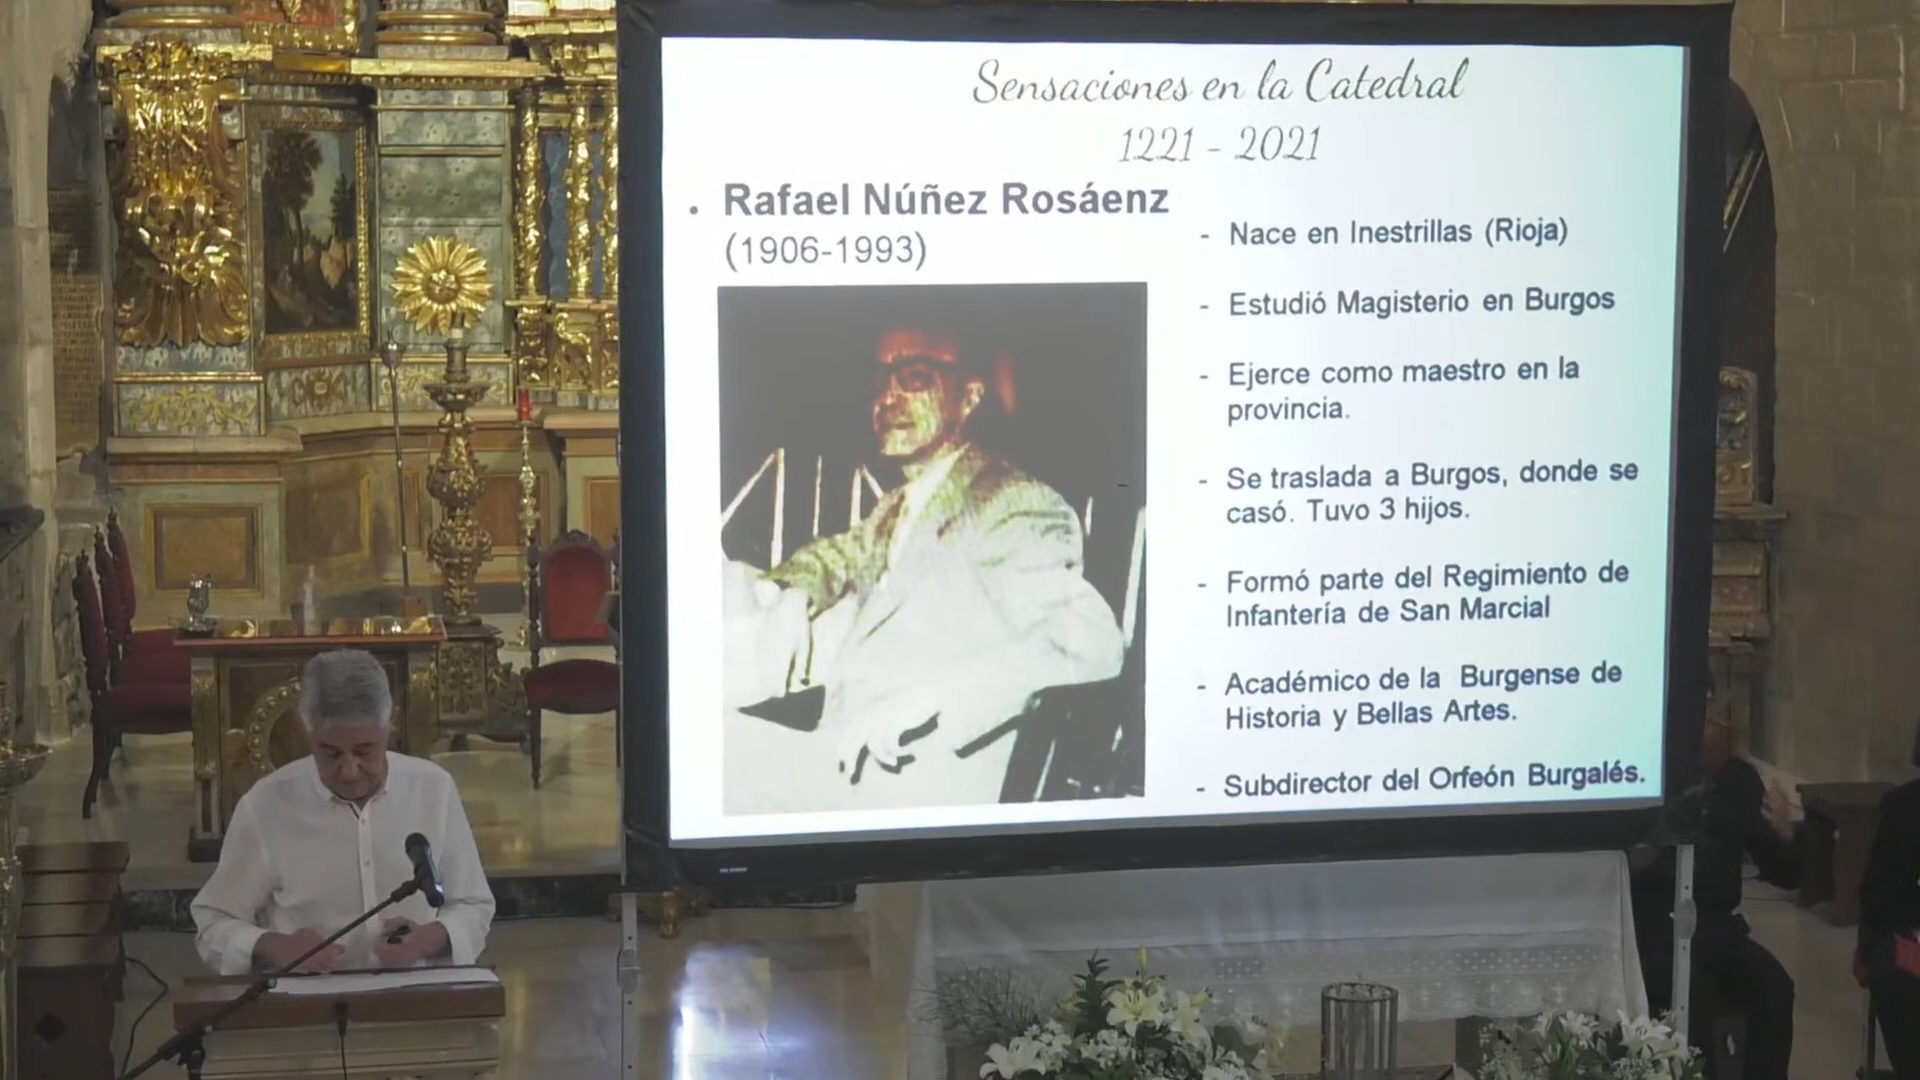 Sensaciones en la Catedral
1221 - 2021
• Rafael Núñez Rosáenz
(1906-1993)
- Nace en Inestrillas (Rioja)
- Estudió Magisterio en Burgos
- Ejerce como maestro en la
provincia.
- Se traslada a Burgos, donde se
casó. Tuvo 3 hijos.
- Formó parte del Regimiento de
Infantería de San Marcial
- Académico de la Burgense de
Historia y Bellas Artes.
- Subdirector del Orfeón Burgalés.